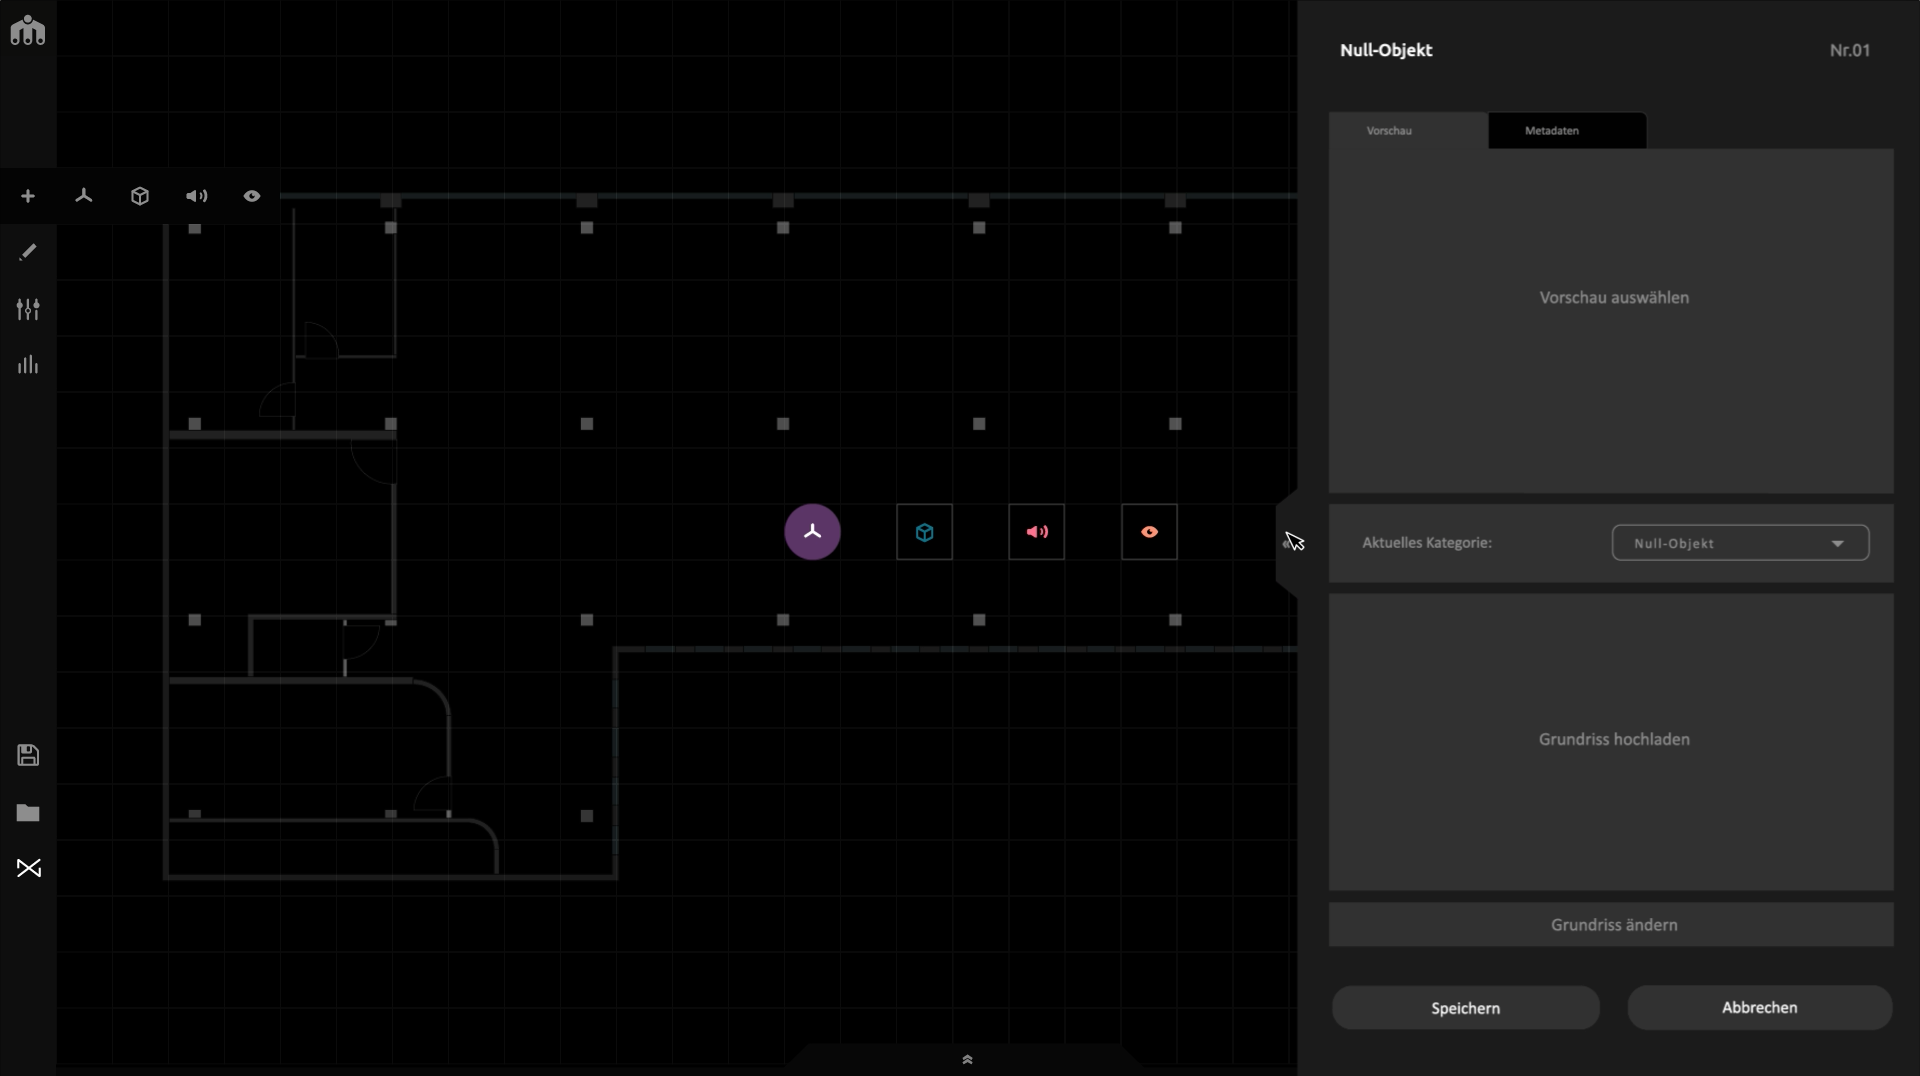 Null-Objekt
Nr.01
Vorschau
Metadaten
Vorschau auswählen
Aktuelles Kategorie:
Null-Objekt
Grundriss hochladen
Grundriss ändern
Speichern
Abbrechen